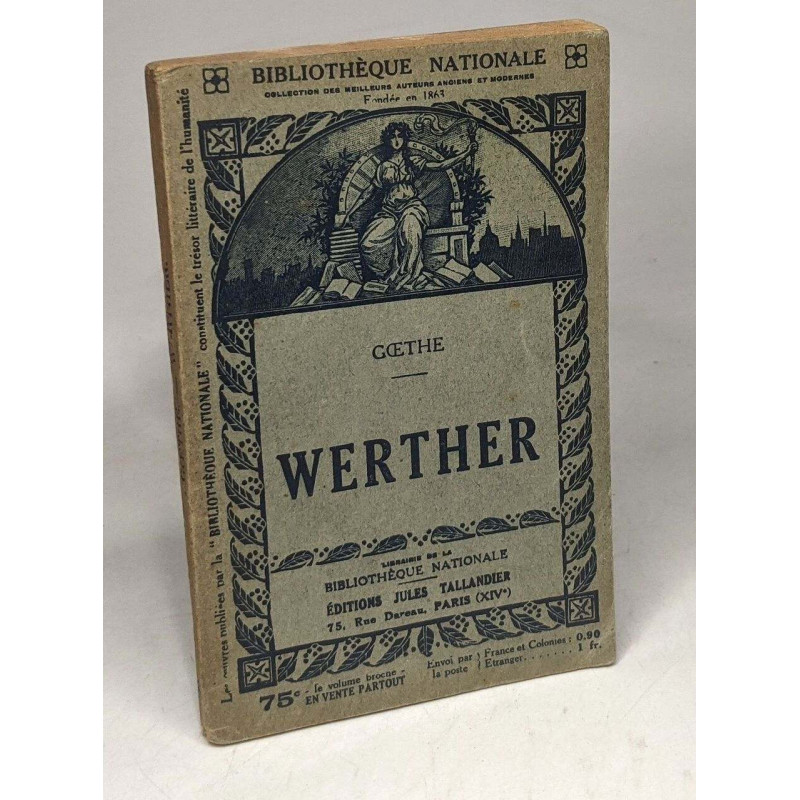 BIBLIOTHÈQUE NATIONALE
COLLECTION DES MEILLEURS AUTEURS ANCIENS ET MODERNES
Fondée en 1863
GŒTHE
WERTHER
LIBRAIRIE DE LA
BIBLIOTHÈQUE NATIONALE
ÉDITIONS JULES TALLANDIER
75, Rue Dareau, PARIS (XIVe)
75c - le volume broché -
EN VENTE PARTOUT
Envoi par la poste
France et Colonies : 0.90
Etranger....... 1 fr.
Les œuvres publiées par la "BIBLIOTHÈQUE NATIONALE" constituent le trésor littéraire de l'humanité